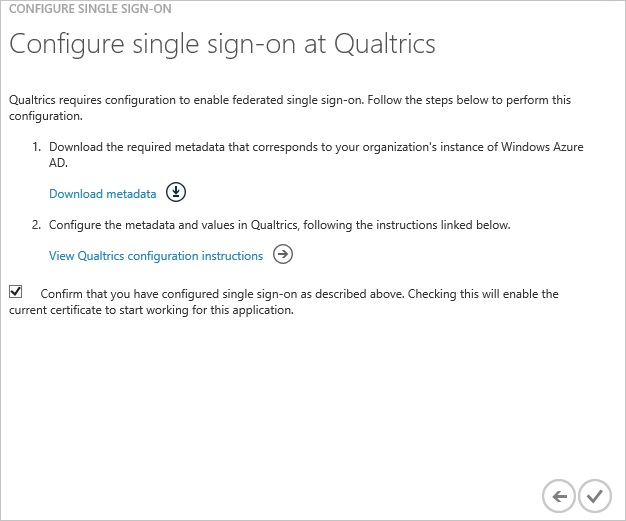 CONFIGURE SINGLE SIGN-ON
Configure single sign-on at Qualtrics
Qualtrics requires configuration to enable federated single sign-on. Follow the steps below to perform this
configuration.
1. Download the required metadata that corresponds to your organization's instance of Windows Azure
AD.
Download metadata
2. Configure the metadata and values in Qualtrics, following the instructions linked below.
View Qualtrics configuration instructions
Confirm that you have configured single sign-on as described above. Checking this will enable the
current certificate to start working for this application.